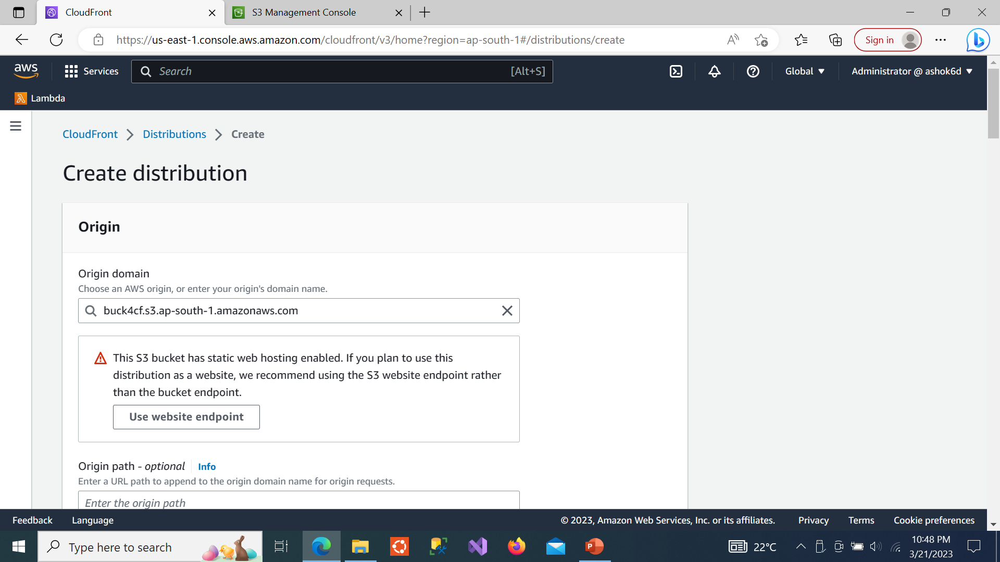 CloudFront
S3 Management Console
https://us-east-1.console.aws.amazon.com/cloudfront/v3/home?region=ap-south-1#/distributions/create
Sign in
aws
Services
Search
[Alt+S]
Global
Administrator @ ashok6d
Lambda
CloudFront
Distributions
Create
Create distribution
Origin
Origin domain
Choose an AWS origin, or enter your origin's domain name.
buck4cf.s3.ap-south-1.amazonaws.com
This S3 bucket has static web hosting enabled. If you plan to use this
distribution as a website, we recommend using the S3 website endpoint rather
than the bucket endpoint.
Use website endpoint
Origin path - optional
Info
Enter a URL path to append to the origin domain name for origin requests.
Enter the origin path
Feedback
Language
© 2023, Amazon Web Services, Inc. or its affiliates.
Privacy
Terms
Cookie preferences
Type here to search
22°C
10:48 PM
3/21/2023